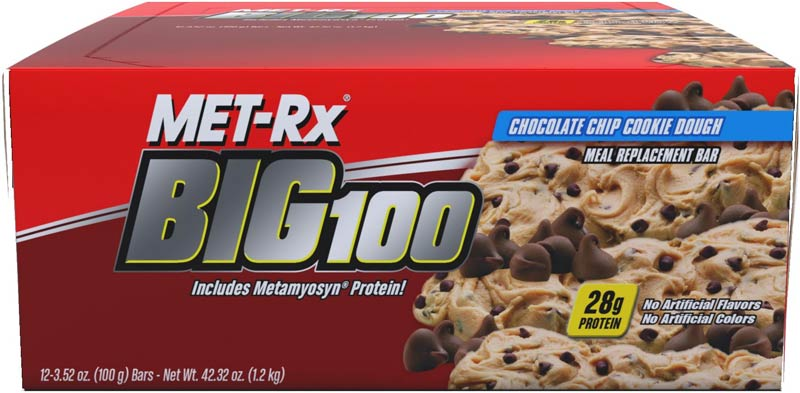 MET-Rx®
BIG100
Includes Metamyosyn® Protein!
CHOCOLATE CHIP COOKIE DOUGH
MEAL REPLACEMENT BAR
28g
PROTEIN
No Artificial Flavors
No Artificial Colors
12-3.52 oz. (100 g) Bars - Net Wt. 42.32 oz. (1.2 kg)